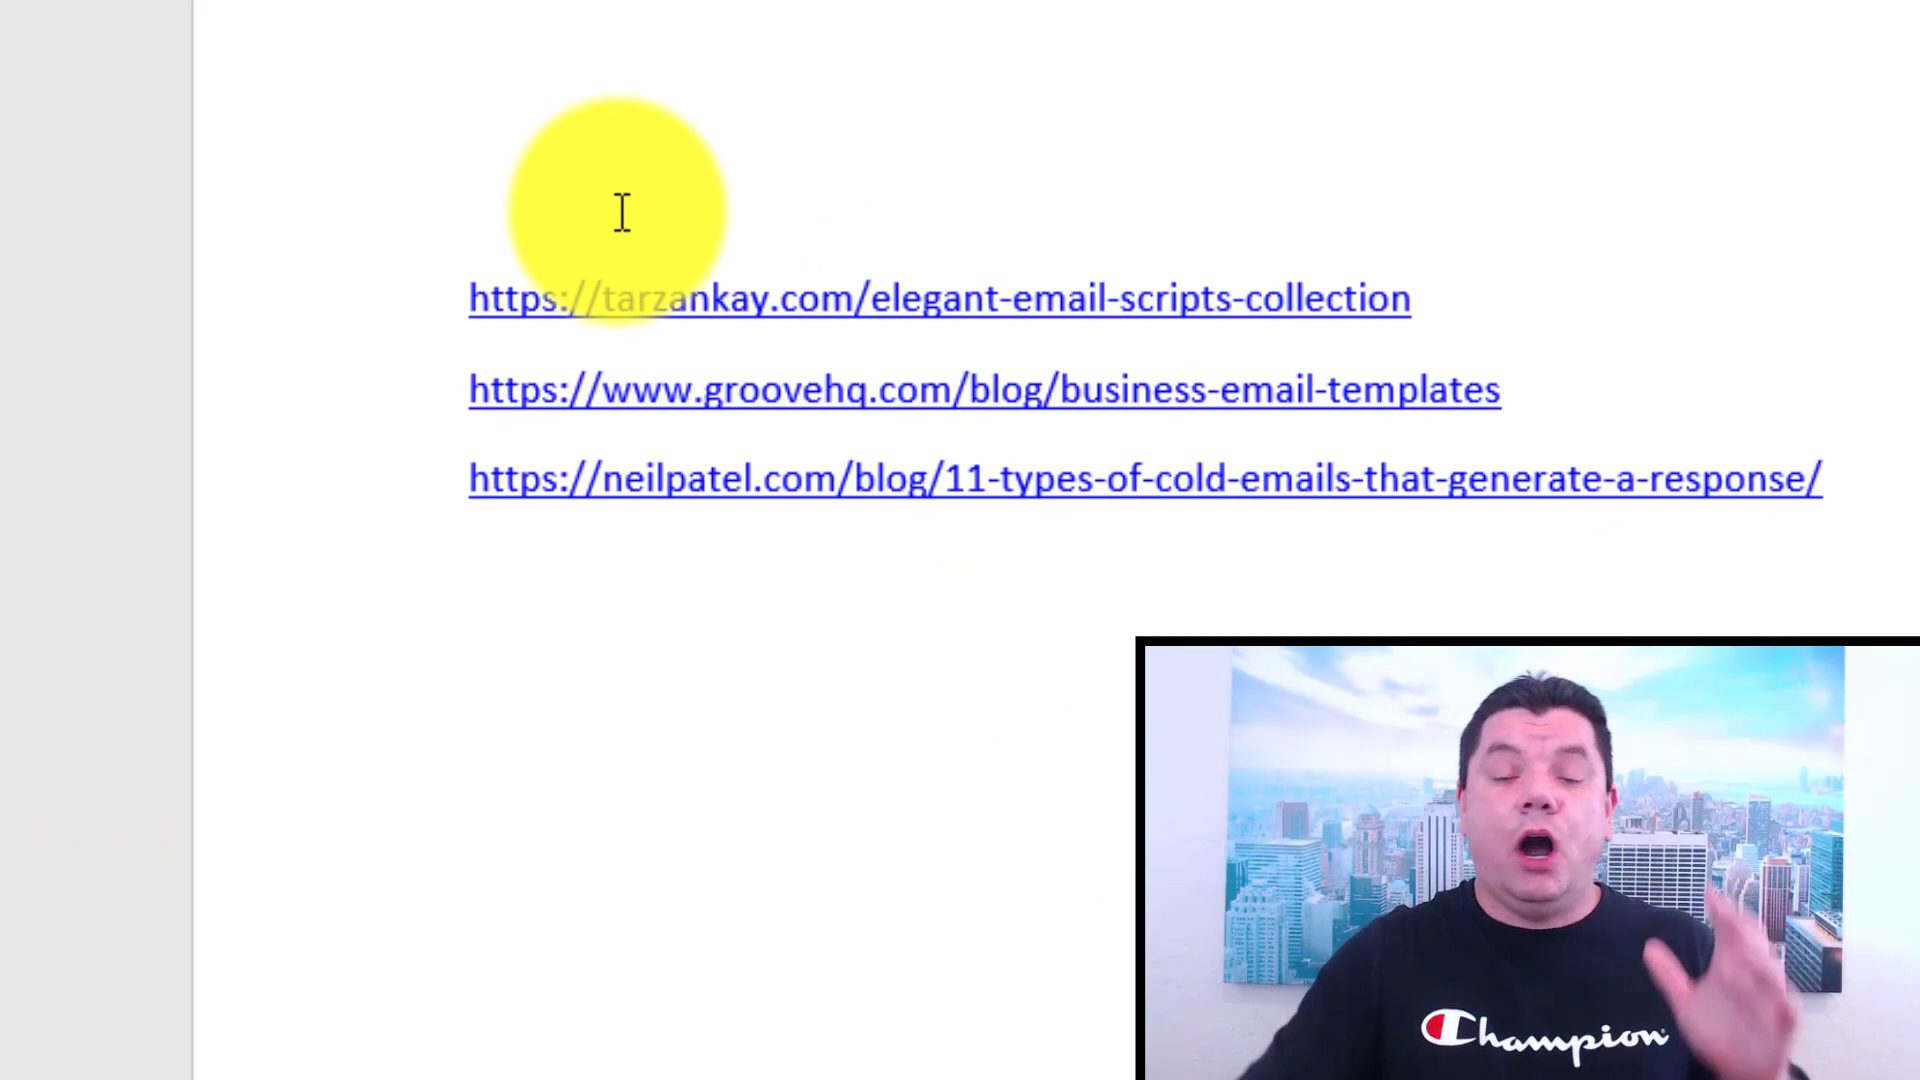 https://tarzankay.com/elegant-email-scripts-collection
https://www.groovehq.com/blog/business-email-templates
https://neilpatel.com/blog/11-types-of-cold-emails-that-generate-a-response/
Champion